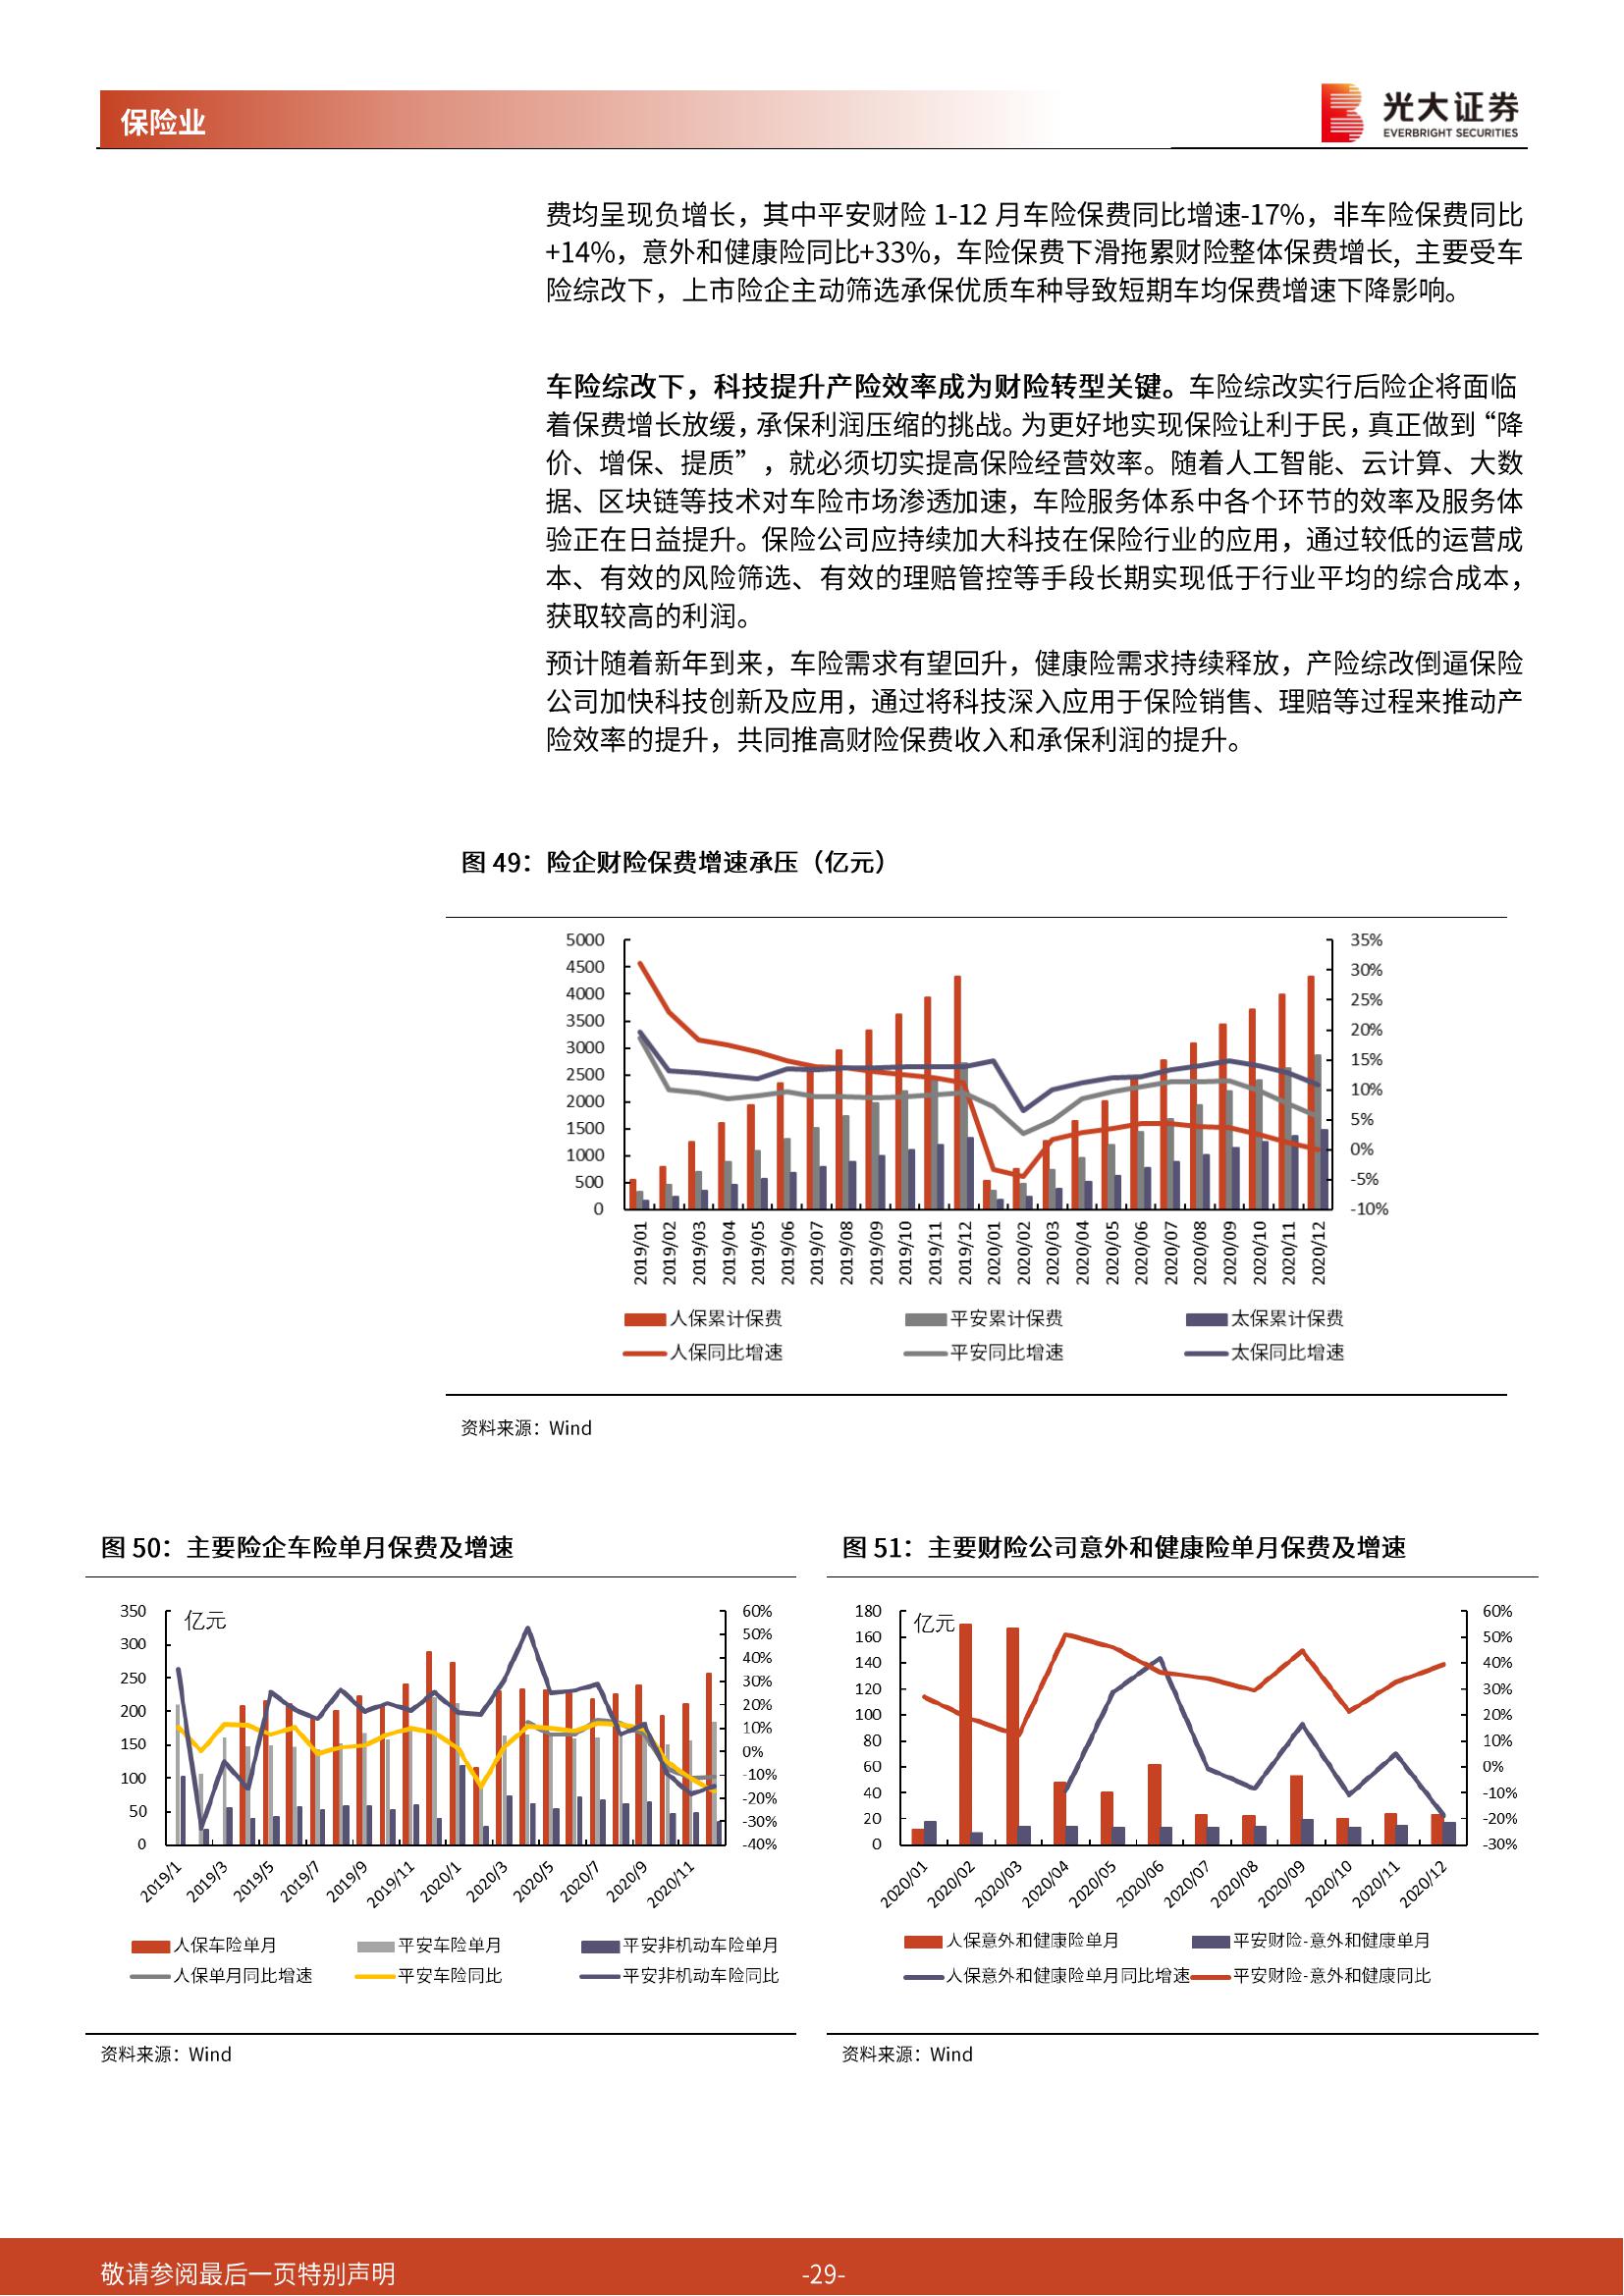 保险业
光大证券
EVERBRIGHT SECURITIES
费均呈现负增长，其中平安财险 1-12 月车险保费同比增速-17%，非车险保费同比
+14%，意外和健康险同比+33%，车险保费下滑拖累财险整体保费增长, 主要受车
险综改下，上市险企主动筛选承保优质车种导致短期车均保费增速下降影响。
车险综改下，科技提升产险效率成为财险转型关键。车险综改实行后险企将面临
着保费增长放缓，承保利润压缩的挑战。为更好地实现保险让利于民，真正做到“降
价、增保、提质”，就必须切实提高保险经营效率。随着人工智能、云计算、大数
据、区块链等技术对车险市场渗透加速，车险服务体系中各个环节的效率及服务体
验正在日益提升。保险公司应持续加大科技在保险行业的应用，通过较低的运营成
本、有效的风险筛选、有效的理赔管控等手段长期实现低于行业平均的综合成本，
获取较高的利润。
预计随着新年到来，车险需求有望回升，健康险需求持续释放，产险综改倒逼保险
公司加快科技创新及应用，通过将科技深入应用于保险销售、理赔等过程来推动产
险效率的提升，共同推高财险保费收入和承保利润的提升。
图 49：险企财险保费增速承压（亿元）
5000 35%
4500 30%
4000 25%
3500 20%
3000 15%
2500 10%
2000 5%
1500 0%
1000 -5%
500 -10%
0
2019/01 2019/02 2019/03 2019/04 2019/05 2019/06 2019/07 2019/08 2019/09 2019/10 2019/11 2019/12 2020/01 2020/02 2020/03 2020/04 2020/05 2020/06 2020/07 2020/08 2020/09 2020/10 2020/11 2020/12
人保累计保费 平安累计保费 太保累计保费
人保同比增速 平安同比增速 太保同比增速
资料来源：Wind
图 50：主要险企车险单月保费及增速
亿元
350 60%
300 50%
250 40%
200 30%
150 20%
100 10%
50 0%
0 -10%
-20%
-30%
-40%
2019/1 2019/3 2019/5 2019/7 2019/9 2019/11 2020/1 2020/3 2020/5 2020/7 2020/9 2020/11
人保车险单月 平安车险单月 平安非机动车险单月
人保单月同比增速 平安车险同比 平安非机动车险同比
资料来源：Wind
图 51：主要财险公司意外和健康险单月保费及增速
亿元
180 60%
160 50%
140 40%
120 30%
100 20%
80 10%
60 0%
40 -10%
20 -20%
0 -30%
2020/01 2020/02 2020/03 2020/04 2020/05 2020/06 2020/07 2020/08 2020/09 2020/10 2020/11 2020/12
人保意外和健康险单月 平安财险-意外和健康单月
人保意外和健康险单月同比增速 平安财险-意外和健康同比
资料来源：Wind
敬请参阅最后一页特别声明
-29-